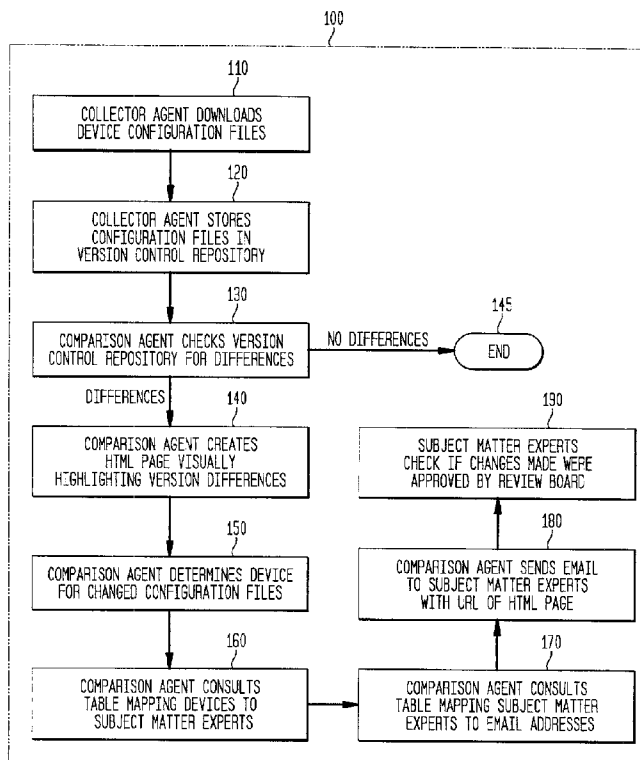 100
110
COLLECTOR AGENT DOWNLOADS
DEVICE CONFIGURATION FILES
120
COLLECTOR AGENT STORES
CONFIGURATION FILES IN
VERSION CONTROL REPOSITORY
130
COMPARISON AGENT CHECKS VERSION
CONTROL REPOSITORY FOR DIFFERENCES
NO DIFFERENCES
145
END
DIFFERENCES
140
COMPARISON AGENT CREATES
HTML PAGE VISUALLY
HIGHLIGHTING VERSION DIFFERENCES
150
COMPARISON AGENT DETERMINES DEVICE
FOR CHANGED CONFIGURATION FILES
160
COMPARISON AGENT CONSULTS
TABLE MAPPING DEVICES TO
SUBJECT MATTER EXPERTS
170
COMPARISON AGENT CONSULTS
TABLE MAPPING SUBJECT MATTER
EXPERTS TO EMAIL ADDRESSES
180
COMPARISON AGENT SENDS EMAIL
TO SUBJECT MATTER EXPERTS
WITH URL OF HTML PAGE
190
SUBJECT MATTER EXPERTS
CHECK IF CHANGES MADE WERE
APPROVED BY REVIEW BOARD